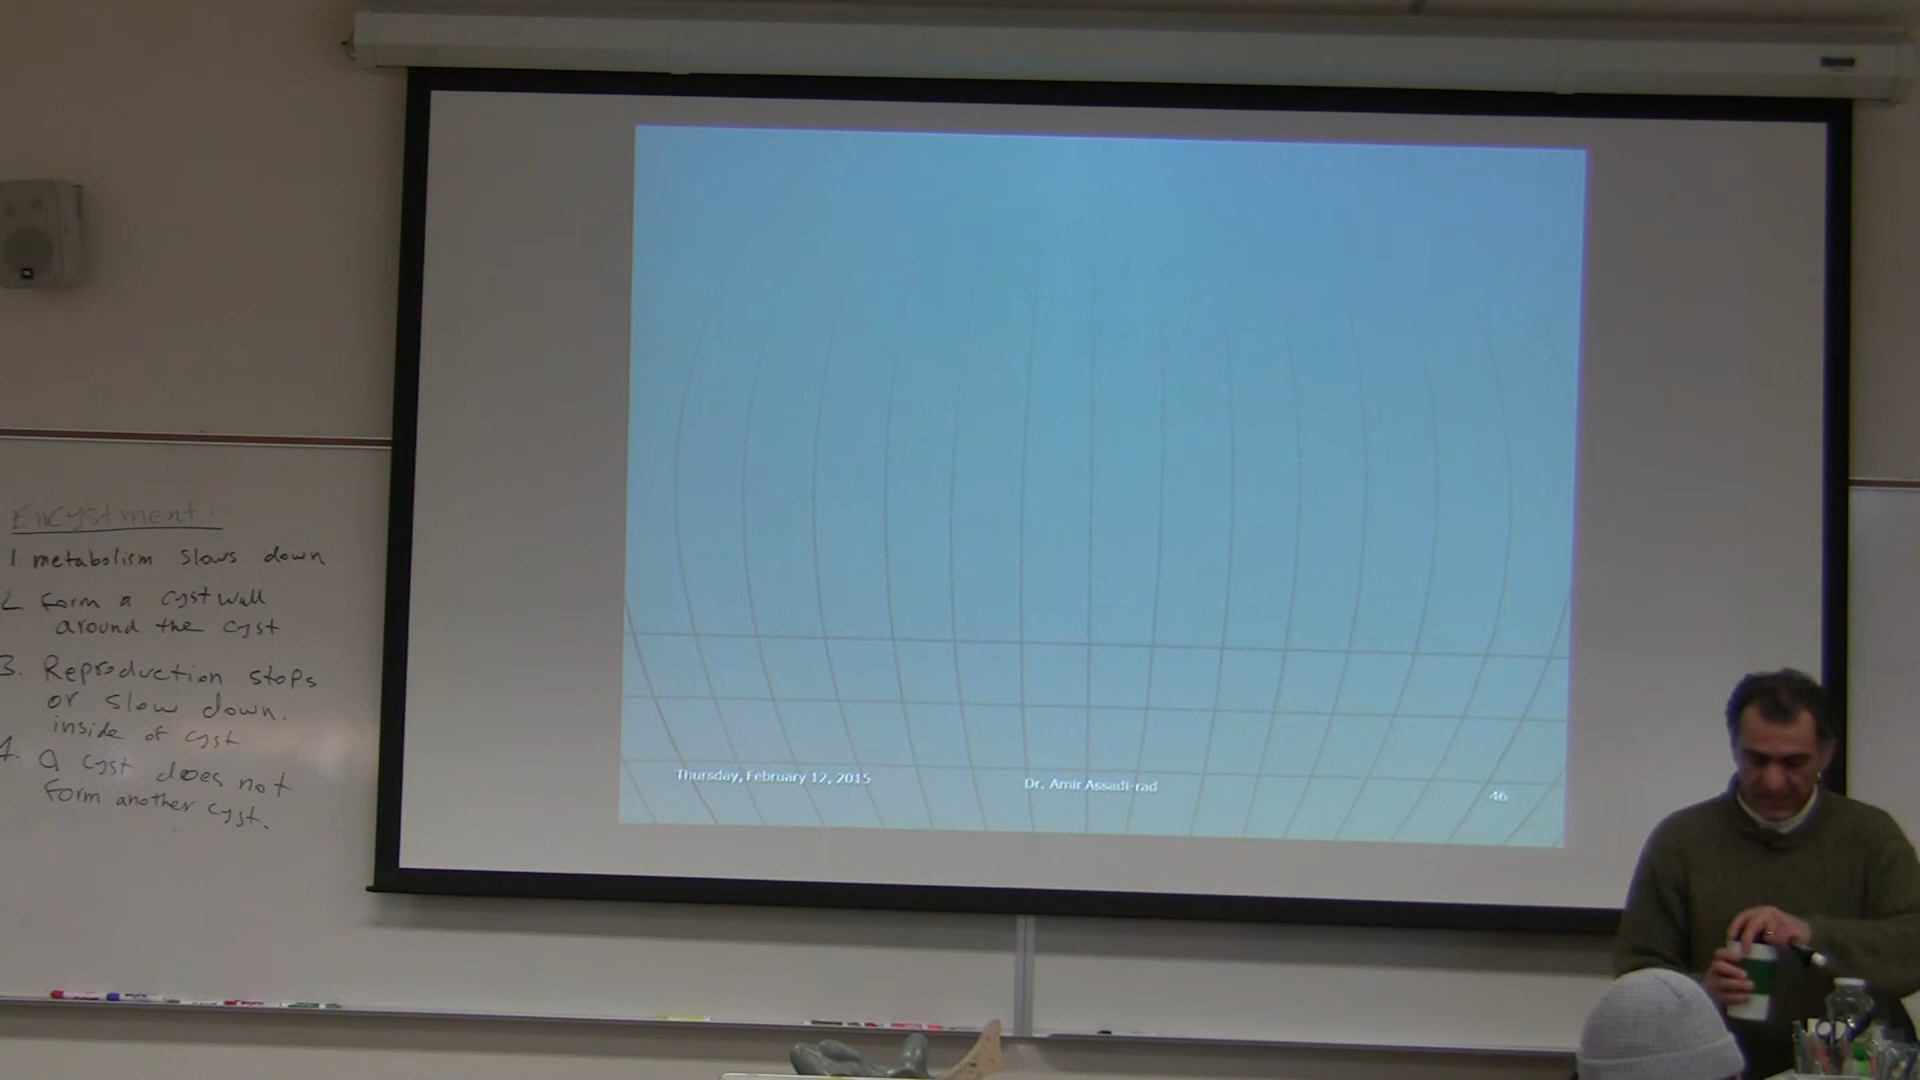 Encystment:
1. metabolism slows down
2. form a cyst wall
around the cyst
3. Reproduction stops
or slow down.
inside of cyst
4. a cyst does not
form another cyst.
Thursday, February 12, 2015
Dr. Amir Assadi-rad
46